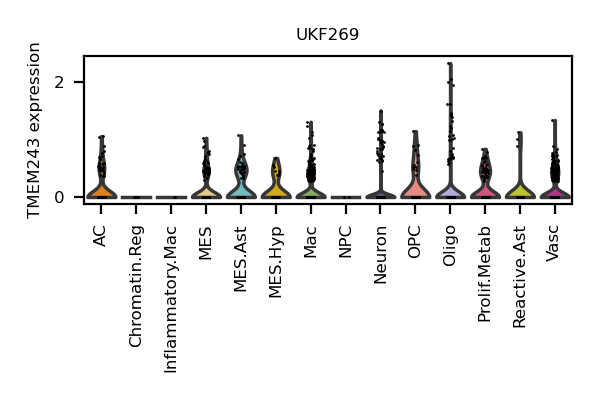 UKF269
TMEM243 expression
2
0
AC
Chromatin.Reg
Inflammatory.Mac
MES
MES.Ast
MES.Hyp
Mac
NPC
Neuron
OPC
Oligo
Prolif.Metab
Reactive.Ast
Vasc